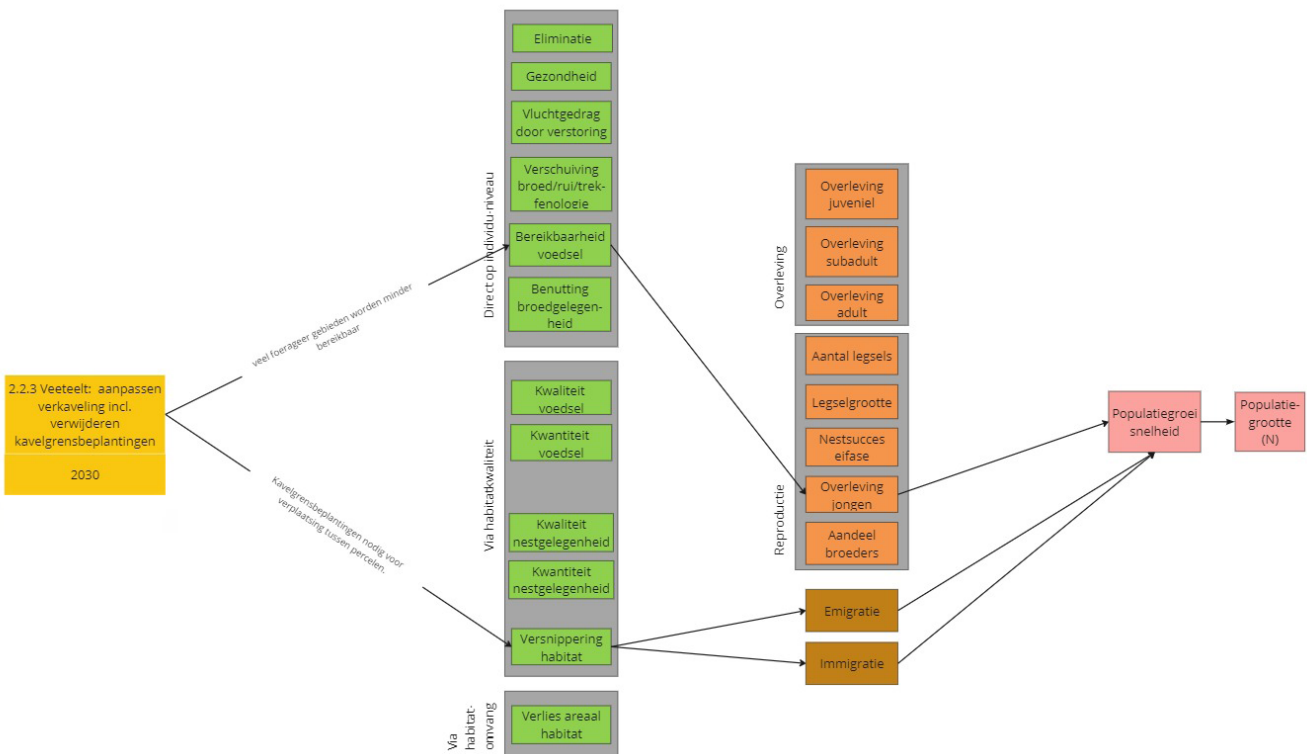 2.2.3 Veeteelt: aanpassen
verkaveling incl.
verwijderen
kavelgrensbeplantingen
2030
veel foerageer gebieden worden minder
bereikbaar
Kavelgrensbeplantingen nodig voor
verplaatsing tussen percelen.
Direct op individu-niveau
Eliminatie
Gezondheid
Vluchtgedrag
door verstoring
Verschuiving
broed/rui/trek-
fenologie
Bereikbaarheid
voedsel
Benutting
broedgelegen-
heid
Via habitatkwaliteit
Kwaliteit
voedsel
Kwantiteit
voedsel
Kwaliteit
nestgelegenheid
Kwantiteit
nestgelegenheid
Versnippering
habitat
Via
habitat-
omvang
Verlies areaal
habitat
Overleving
Overleving
juveniel
Overleving
subadult
Overleving
adult
Reproductie
Aantal legsels
Legselgrootte
Nestsucces
eifase
Overleving
jongen
Aandeel
broeders
Emigratie
Immigratie
Populatiegroei
snelheid
Populatie-
grootte
(N)